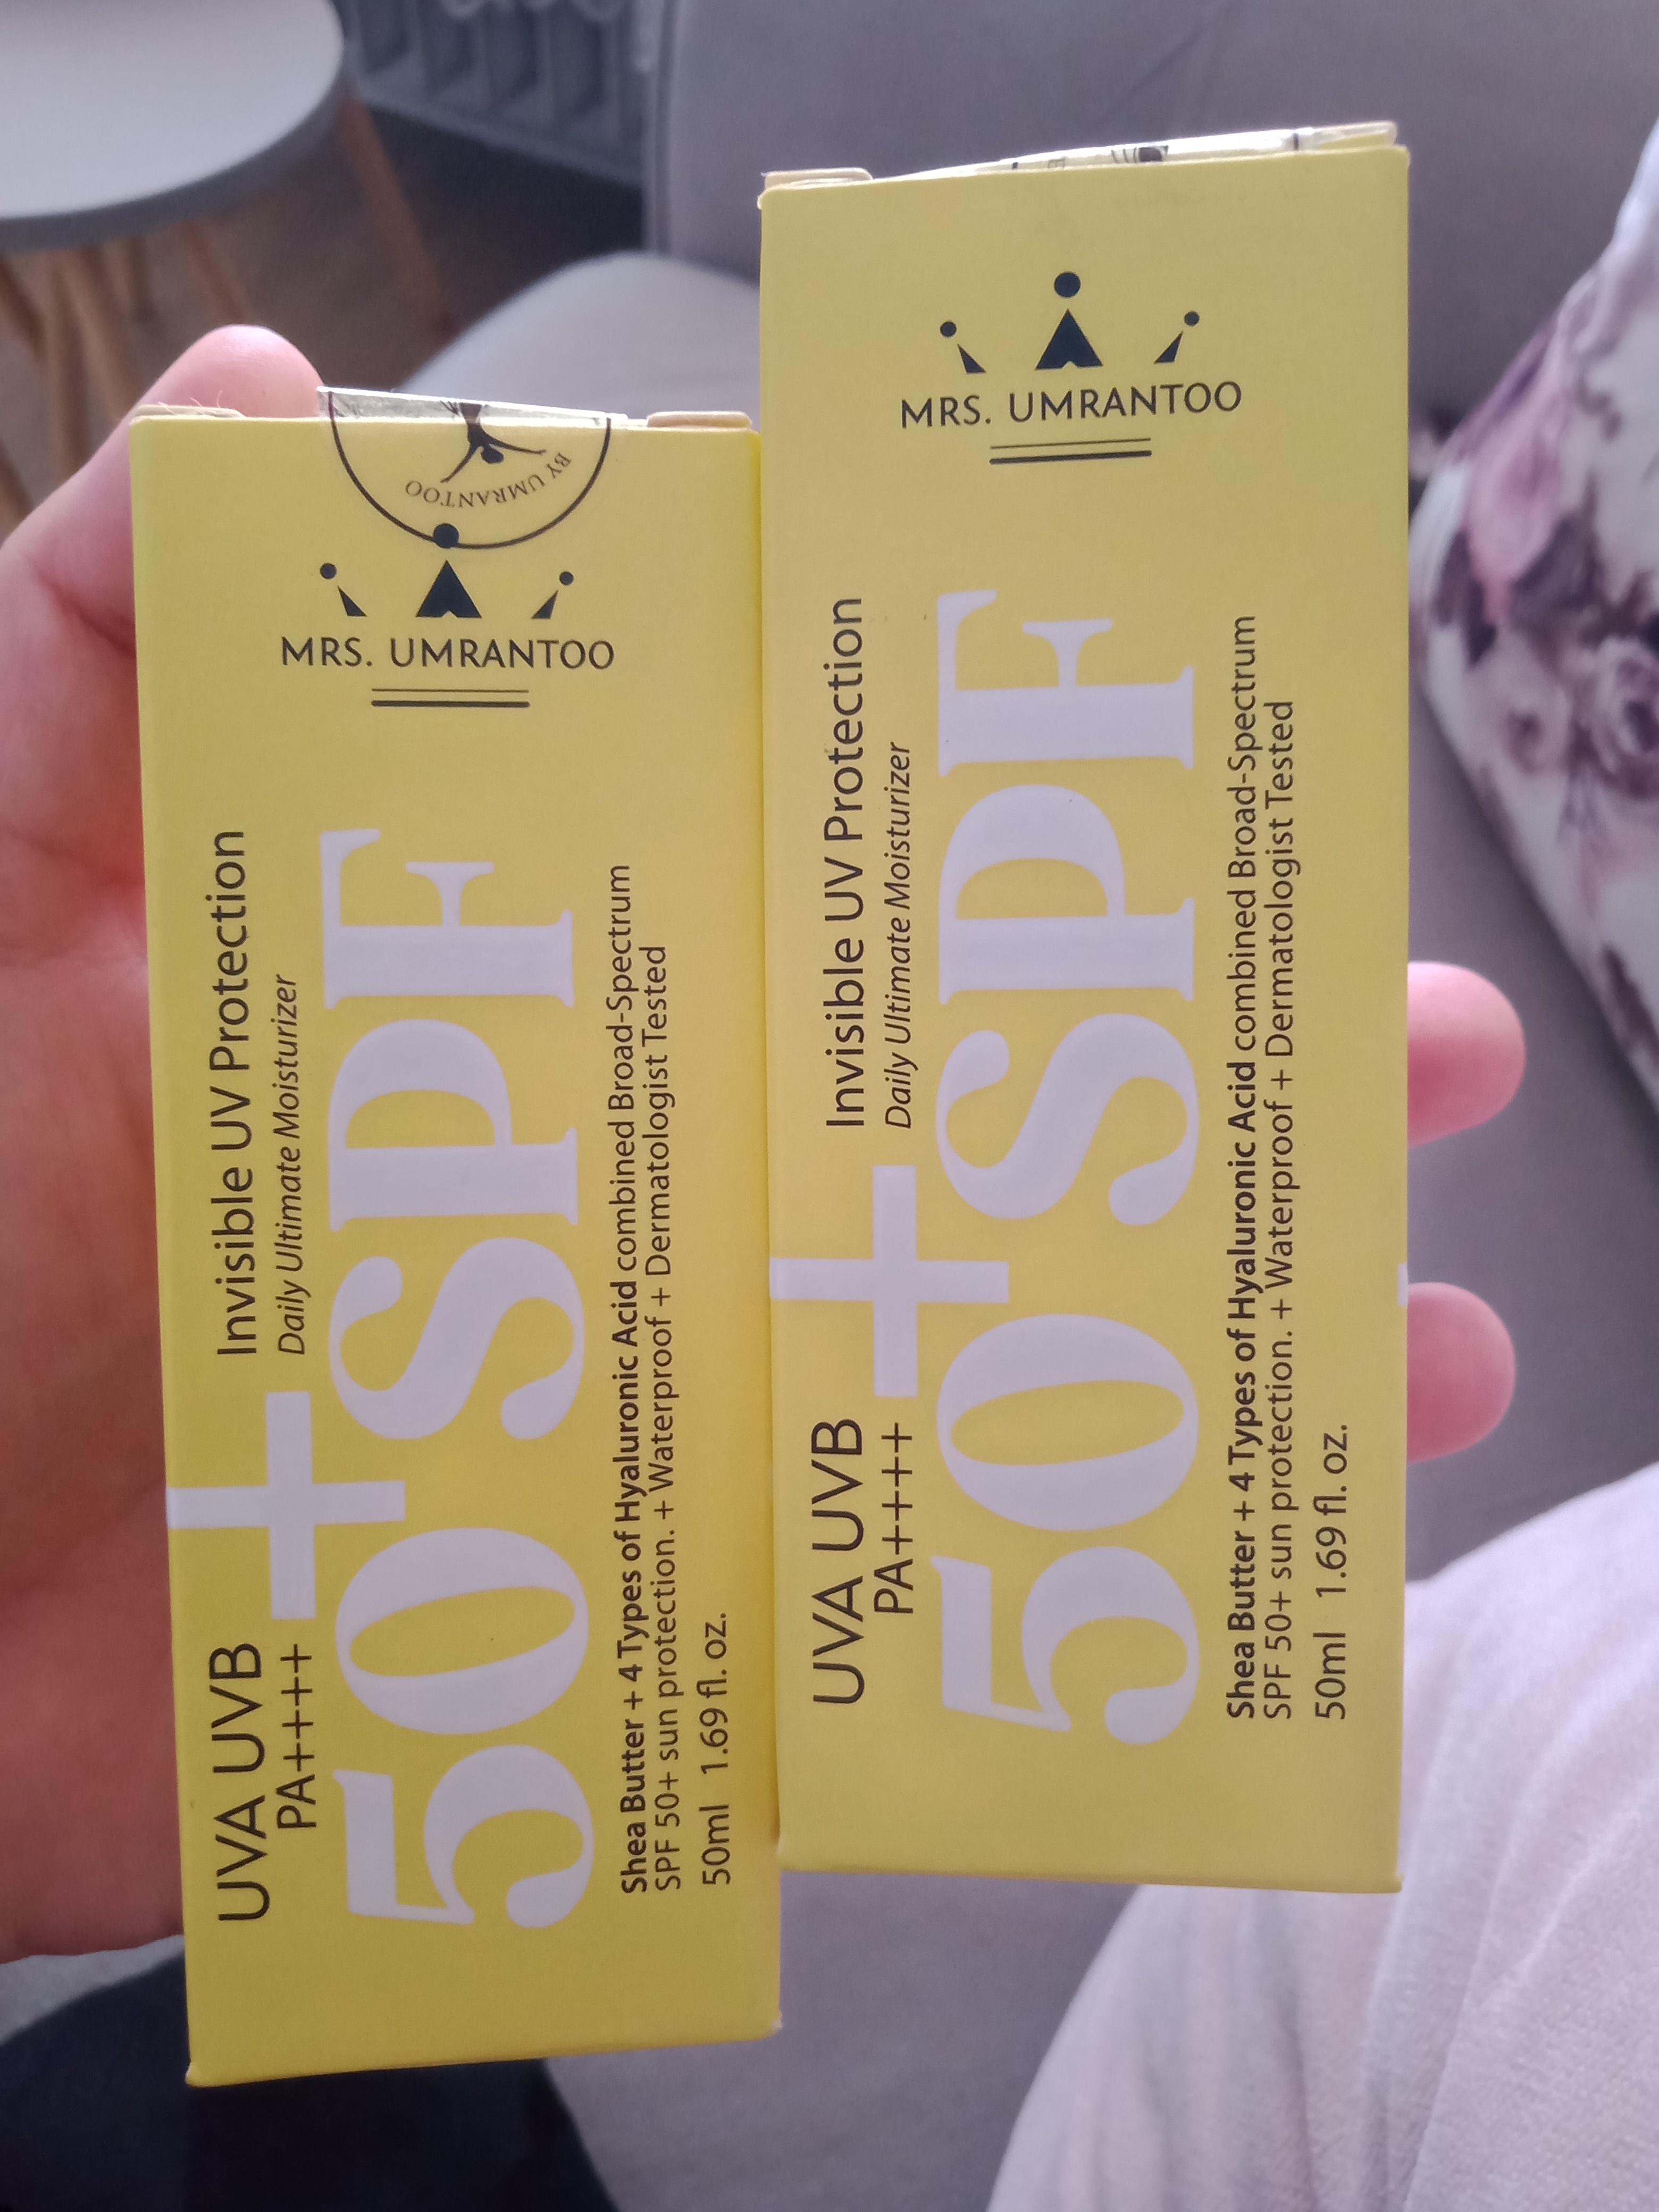 BY UMRANTOO
MRS. UMRANTOO
UVA UVB
PA++++
Invisible UV Protection
Daily Ultimate Moisturizer
50+SPF
Shea Butter + 4 Types of Hyaluronic Acid combined Broad-Spectrum
SPF 50+ sun protection. + Waterproof + Dermatologist Tested
50ml 1.69 fl. oz.
MRS. UMRANTOO
UVA UVB
PA++++
Invisible UV Protection
Daily Ultimate Moisturizer
50+SPF
Shea Butter + 4 Types of Hyaluronic Acid combined Broad-Spectrum
SPF 50+ sun protection. + Waterproof + Dermatologist Tested
50ml 1.69 fl. oz.